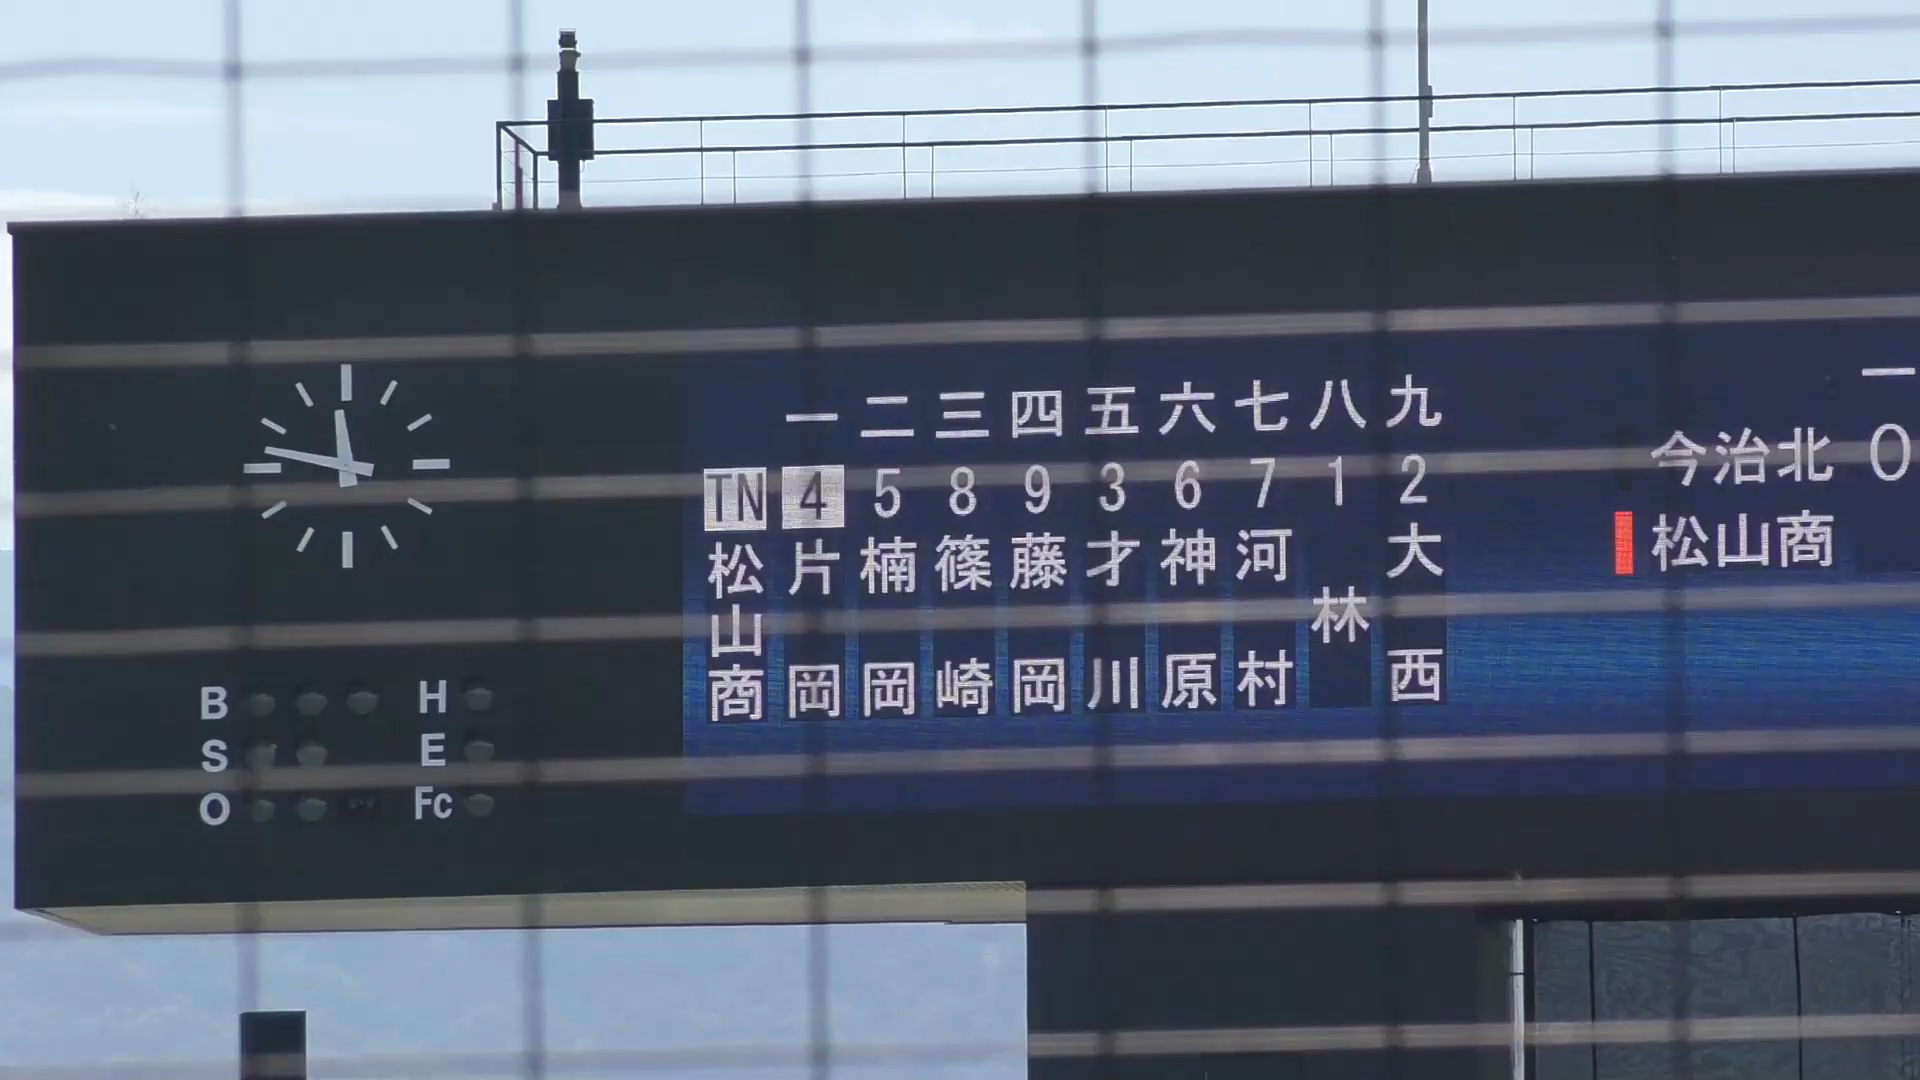 一 二 三 四 五 六 七 八 九
TN 4 5 8 9 3 6 7 1 2
松山商 片岡 楠岡 篠崎 藤岡 才川 神原 河村 林 大西
一
今治北 0
松山商
B H
S E
O Fc